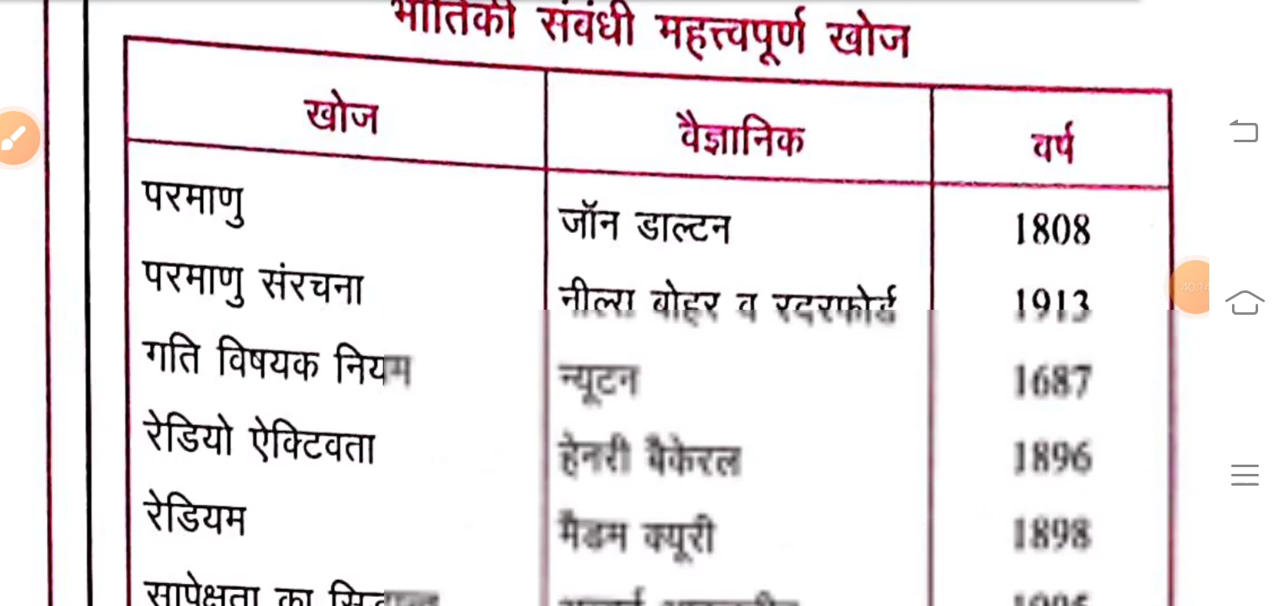 भौतिकी संबंधी महत्त्वपूर्ण खोज
खोज वैज्ञानिक वर्ष
परमाणु जॉन डाल्टन 1808
परमाणु संरचना नील्स बोहर व रदरफोर्ड 1913
गति विषयक नियम न्यूटन 1687
रेडियो ऐक्टिवता हेनरी बैकेरल 1896
रेडियम मैडम क्यूरी 1898
सापेक्षता का